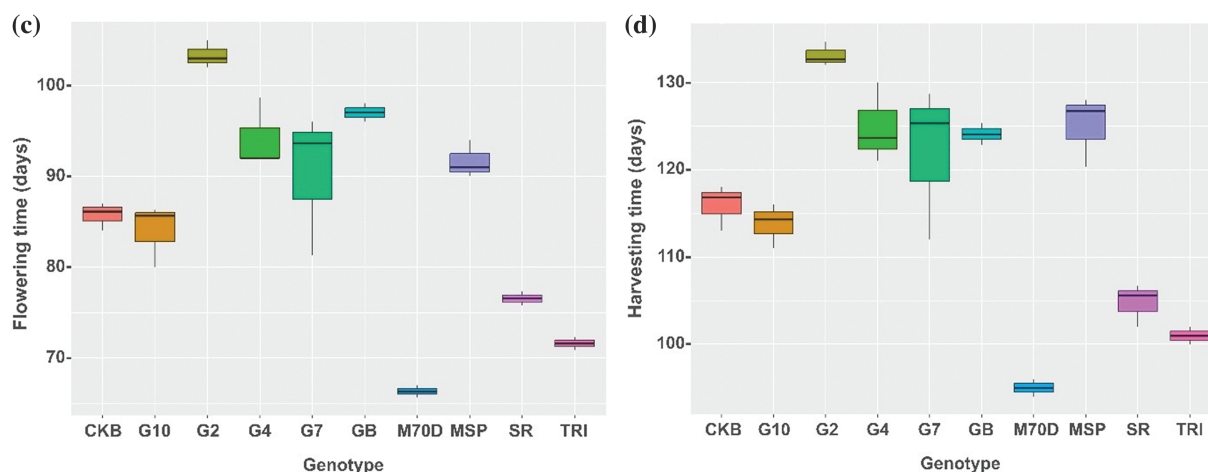 (c)
Flowering time (days)
100
90
80
70
CKB G10 G2 G4 G7 GB M70D MSP SR TRI
Genotype
(d)
Harvesting time (days)
130
120
110
100
CKB G10 G2 G4 G7 GB M70D MSP SR TRI
Genotype